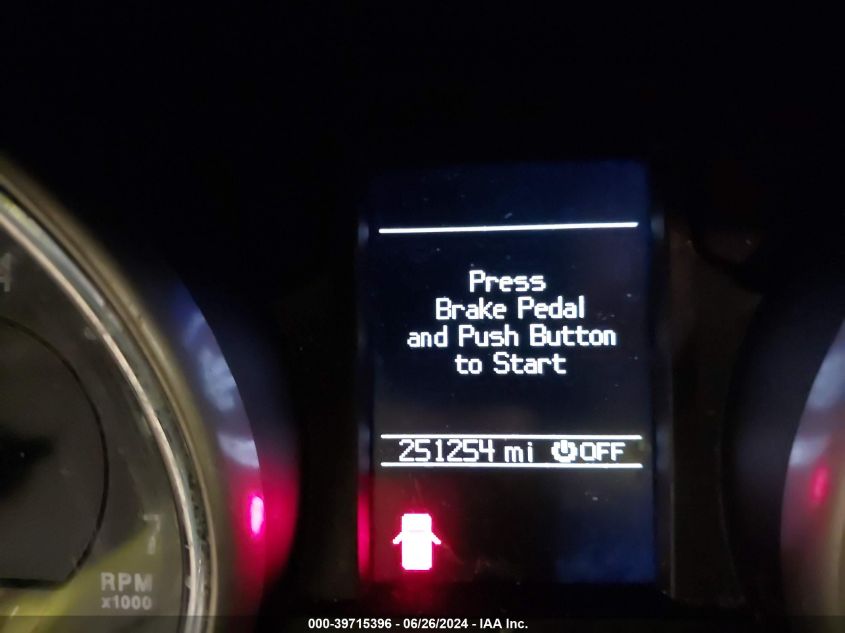 Press
Brake Pedal
and Push Button
to Start
251254 mi OFF
7
RPM
x1000
000-39715396 - 06/26/2024 - IAA Inc.